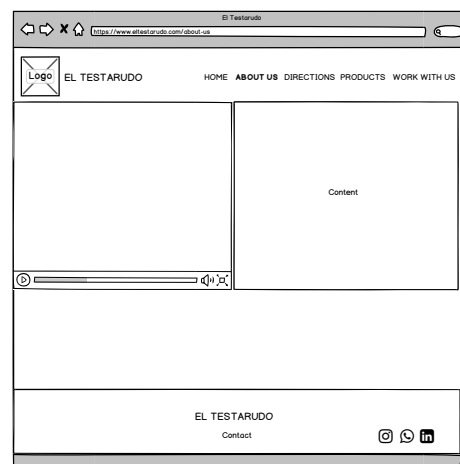 El Testarudo
https://www.eltestarudo.com/about-us
Logo EL TESTARUDO HOME ABOUT US DIRECTIONS PRODUCTS WORK WITH US
Content
EL TESTARUDO
Contact
in